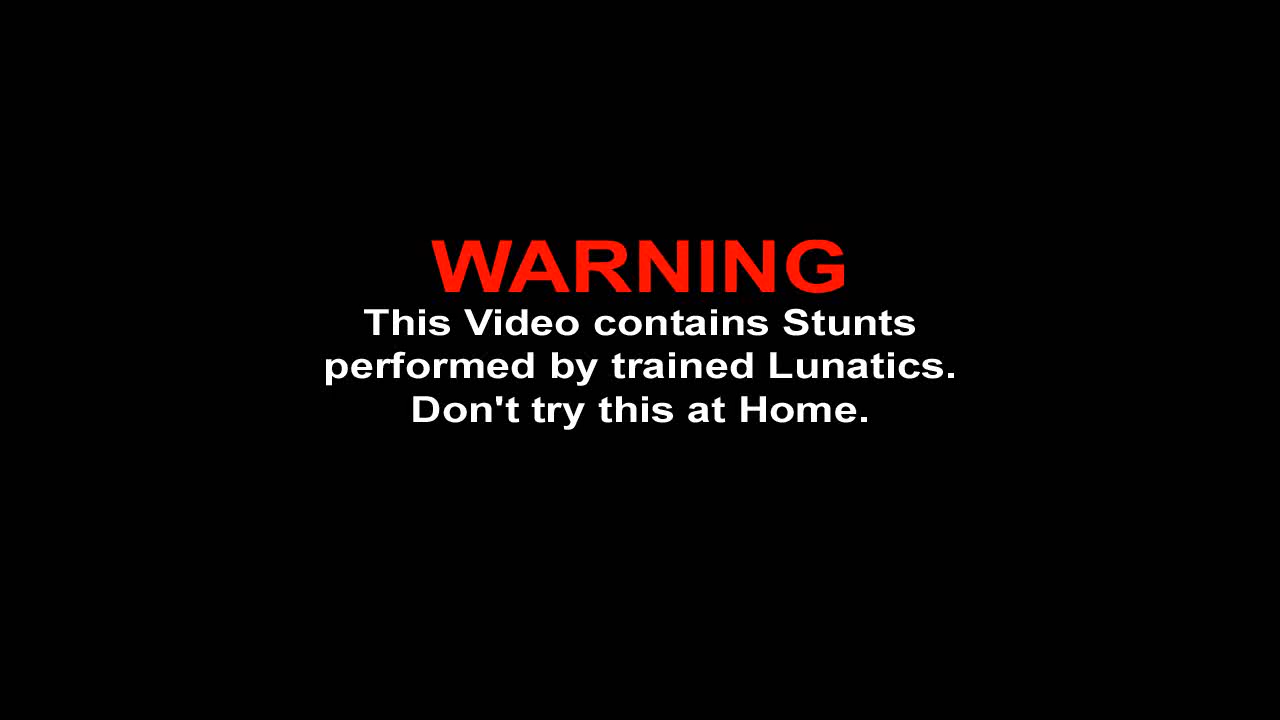 WARNING
This Video contains Stunts
performed by trained Lunatics.
Don't try this at Home.